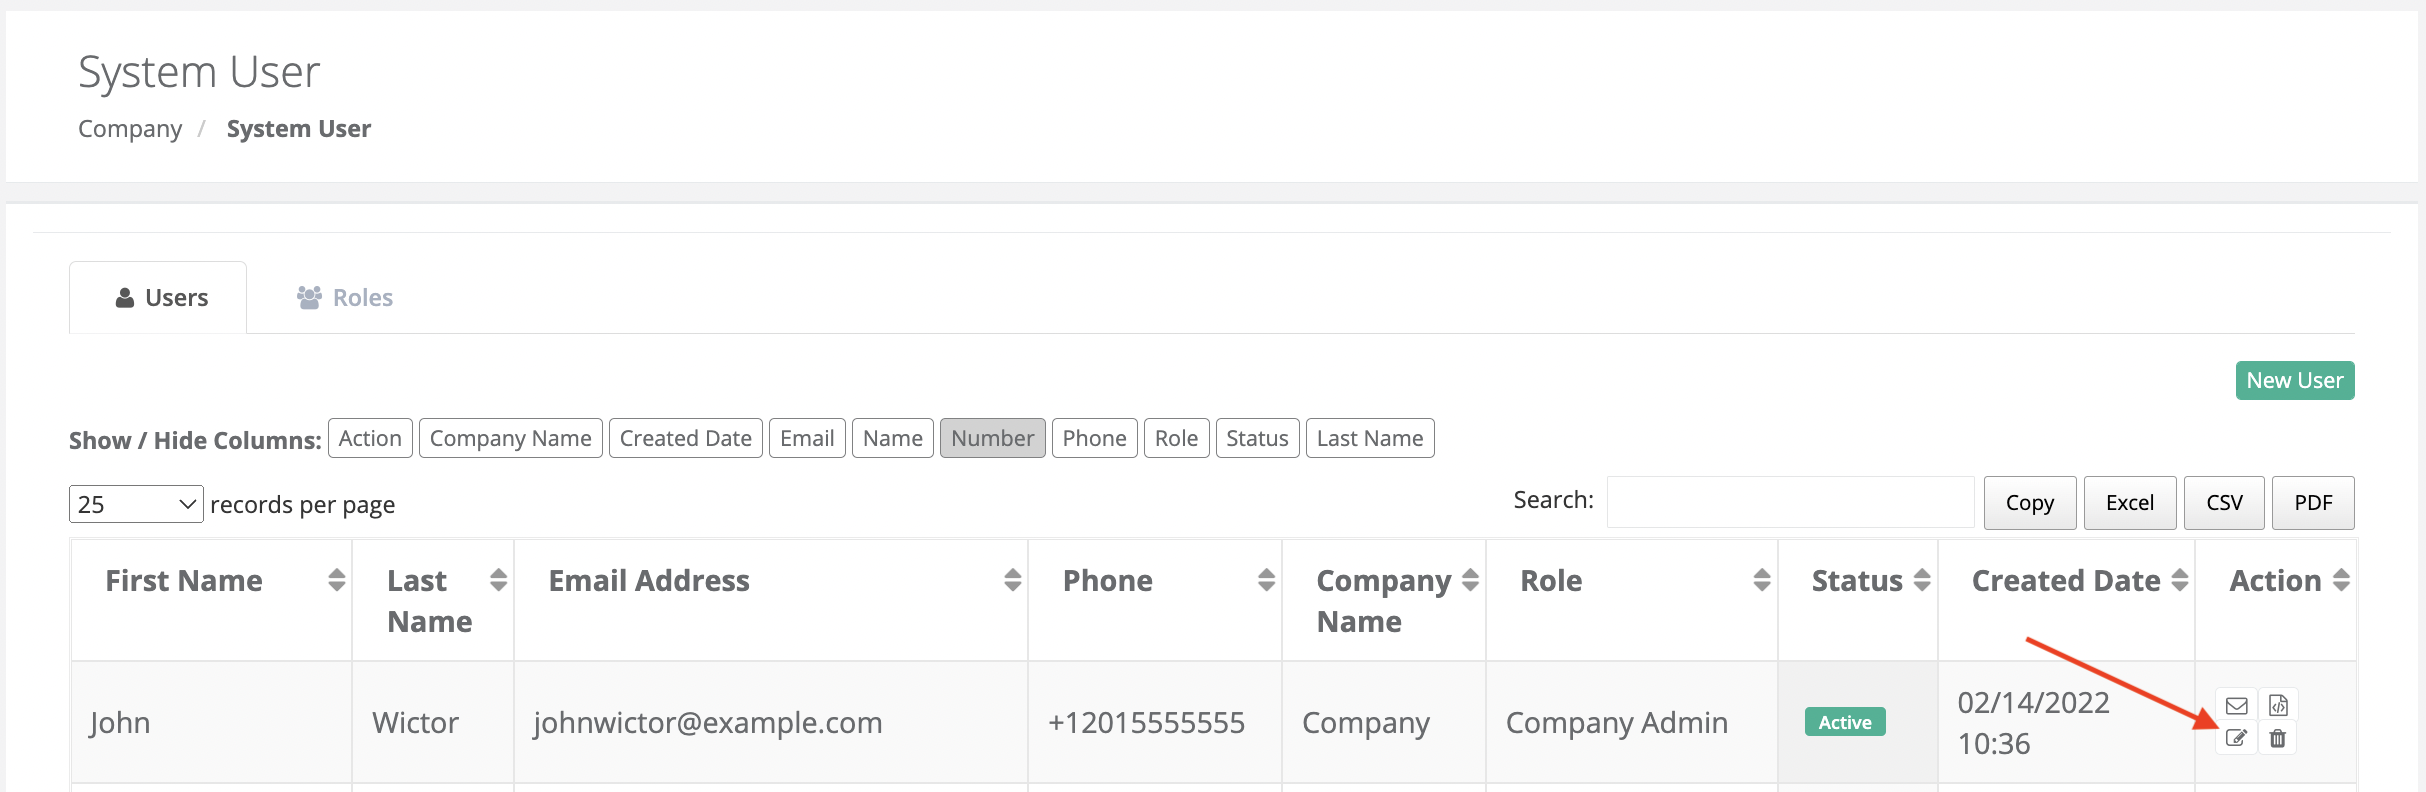 System User
Company / System User
Users Roles
New User
Show / Hide Columns: Action Company Name Created Date Email Name Number Phone Role Status Last Name
25 records per page Search: Copy Excel CSV PDF
First Name Last Name Email Address Phone Company Name Role Status Created Date Action
John Wictor johnwictor@example.com +12015555555 Company Company Admin Active 02/14/2022 10:36